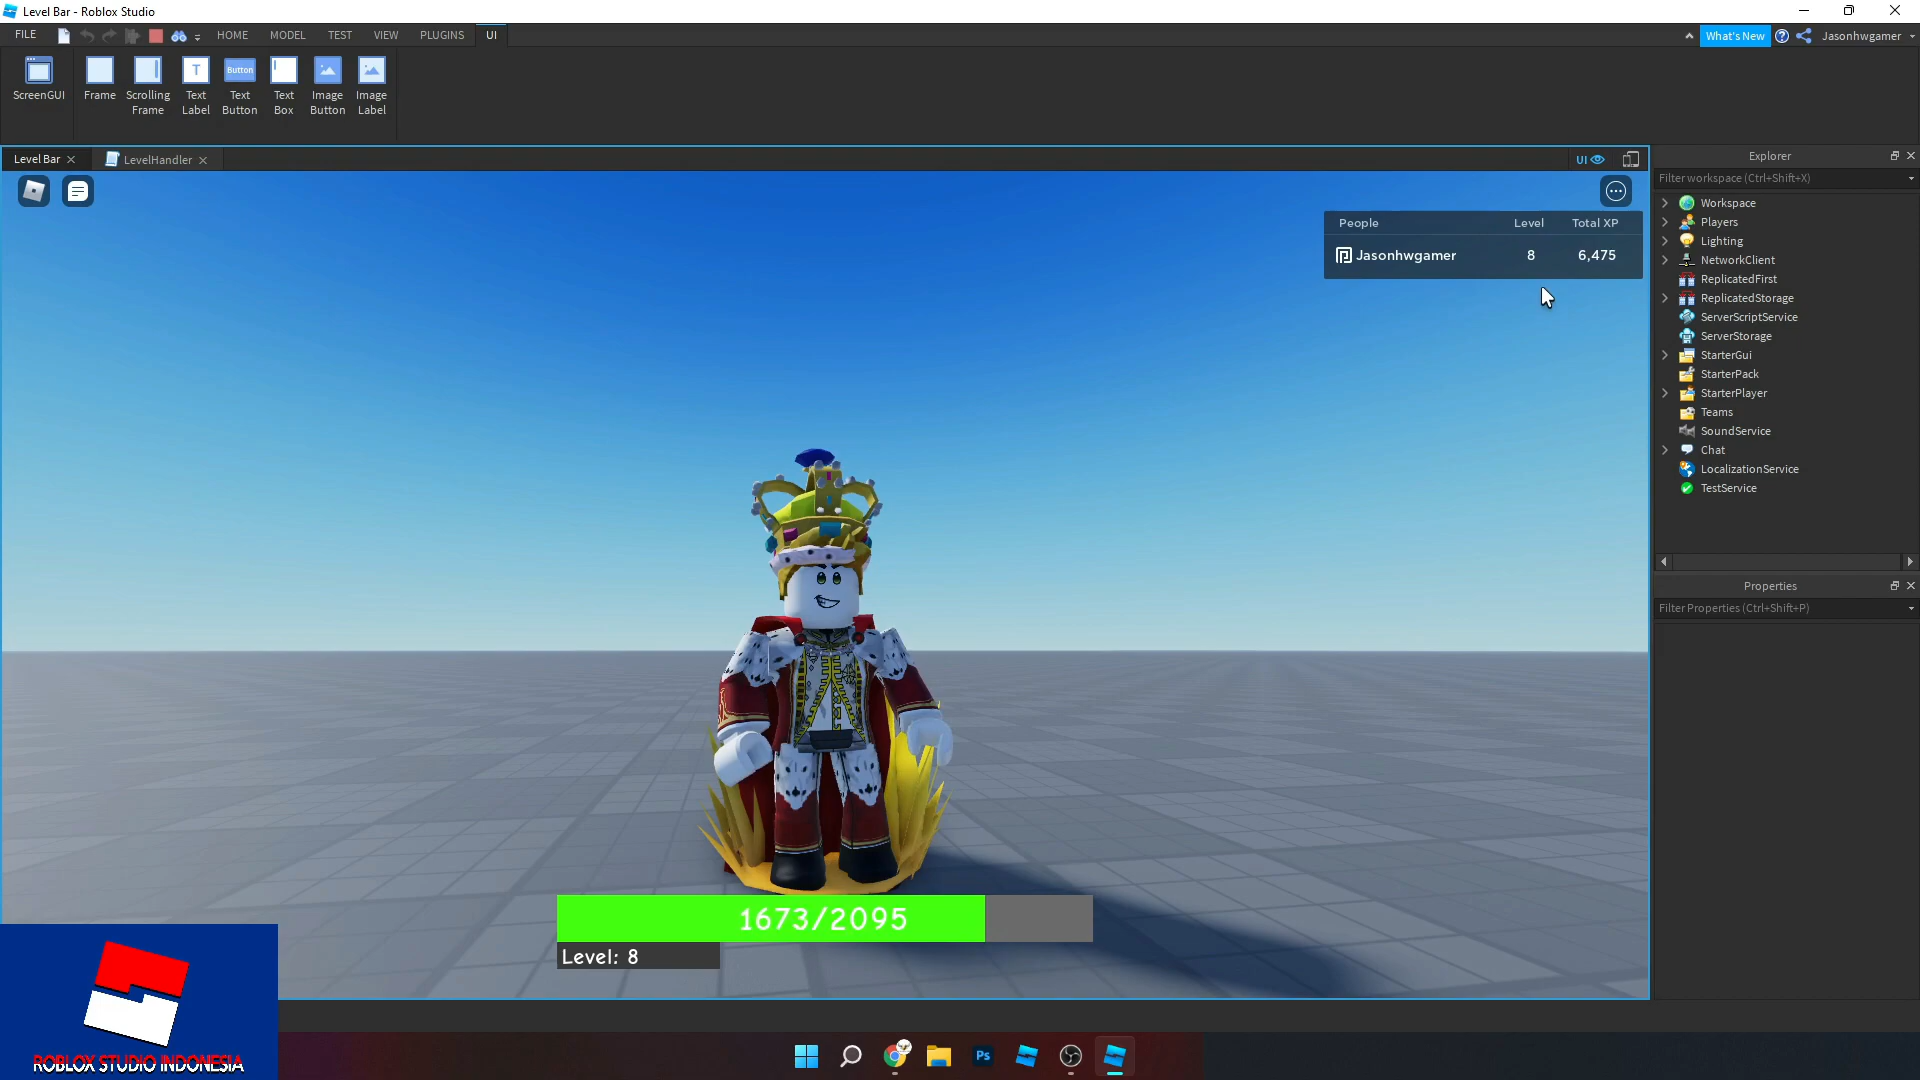 Level Bar - Roblox Studio
FILE HOME MODEL TEST VIEW PLUGINS UI What's New Jasonhwgamer
ScreenGUI
Frame
Scrolling
Frame
T
Text
Label
Button
Text
Button
Text
Box
Image
Button
Image
Label
Level Bar LevelHandler UI
People Level Total XP
Jasonhwgamer 8 6,475
Explorer
Filter workspace (Ctrl+Shift+X)
Workspace
Players
Lighting
NetworkClient
ReplicatedFirst
ReplicatedStorage
ServerScriptService
ServerStorage
StarterGui
StarterPack
StarterPlayer
Teams
SoundService
Chat
LocalizationService
TestService
Properties
Filter Properties (Ctrl+Shift+P)
1673/2095
Level: 8
ROBLOX STUDIO INDONESIA
Ps